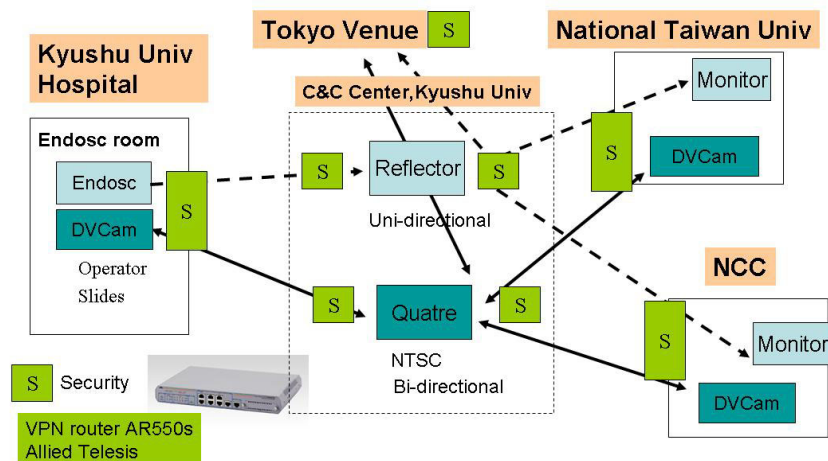 Tokyo Venue
S
National Taiwan Univ
Kyushu Univ
Hospital
C&C Center,Kyushu Univ
Monitor
Endosc room
S
S
S
S
Endosc
Reflector
DVCam
DVCam
Uni-directional
Operator
Slides
NCC
S
Quatre
S
S
Monitor
NTSC
Bi-directional
S
Security
DVCam
VPN router AR550s
Allied Telesis